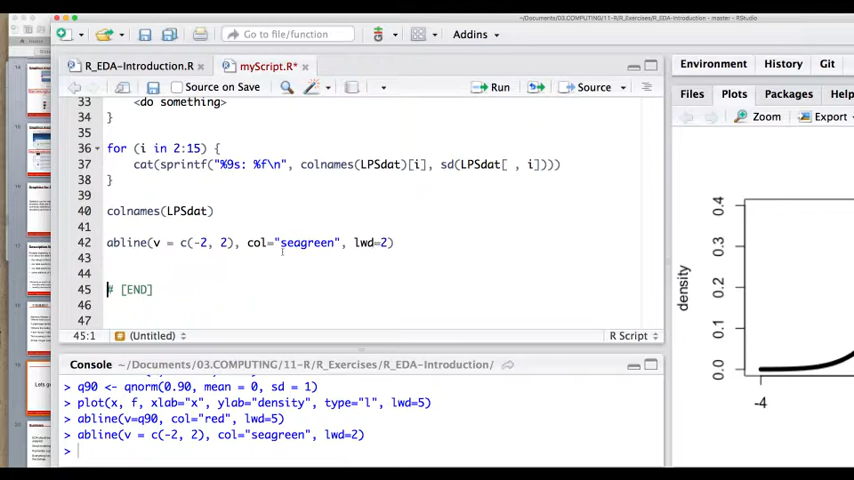 ~/Documents/03.COMPUTING/11-R/R_Exercises/R_EDA-Introduction - master - RStudio
Go to file/function
Addins
R_EDA-Introduction.R
myScript.R*
Source on Save
Run
Source
33 <do something>
34 }
35
36 for (i in 2:15) {
37 cat(sprintf("%9s: %f\n", colnames(LPSdat)[i], sd(LPSdat[ , i])))
38 }
39
40 colnames(LPSdat)
41
42 abline(v = c(-2, 2), col="seagreen", lwd=2)
43
44
45 # [END]
46
47
45:1 (Untitled) R Script
Console ~/Documents/03.COMPUTING/11-R/R_Exercises/R_EDA-Introduction/
> q90 <- qnorm(0.90, mean = 0, sd = 1)
> plot(x, f, xlab="x", ylab="density", type="l", lwd=5)
> abline(v=q90, col="red", lwd=5)
> abline(v = c(-2, 2), col="seagreen", lwd=2)
>
Environment History Git
Files Plots Packages Help
Zoom Export
density
0.4
0.3
0.2
0.1
0.0
-4